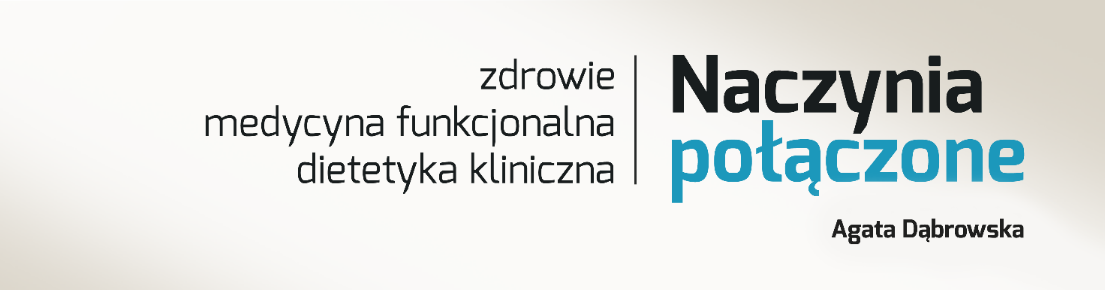 zdrowie
medycyna funkcjonalna
dietetyka kliniczna
Naczynia
połączone
Agata Dąbrowska